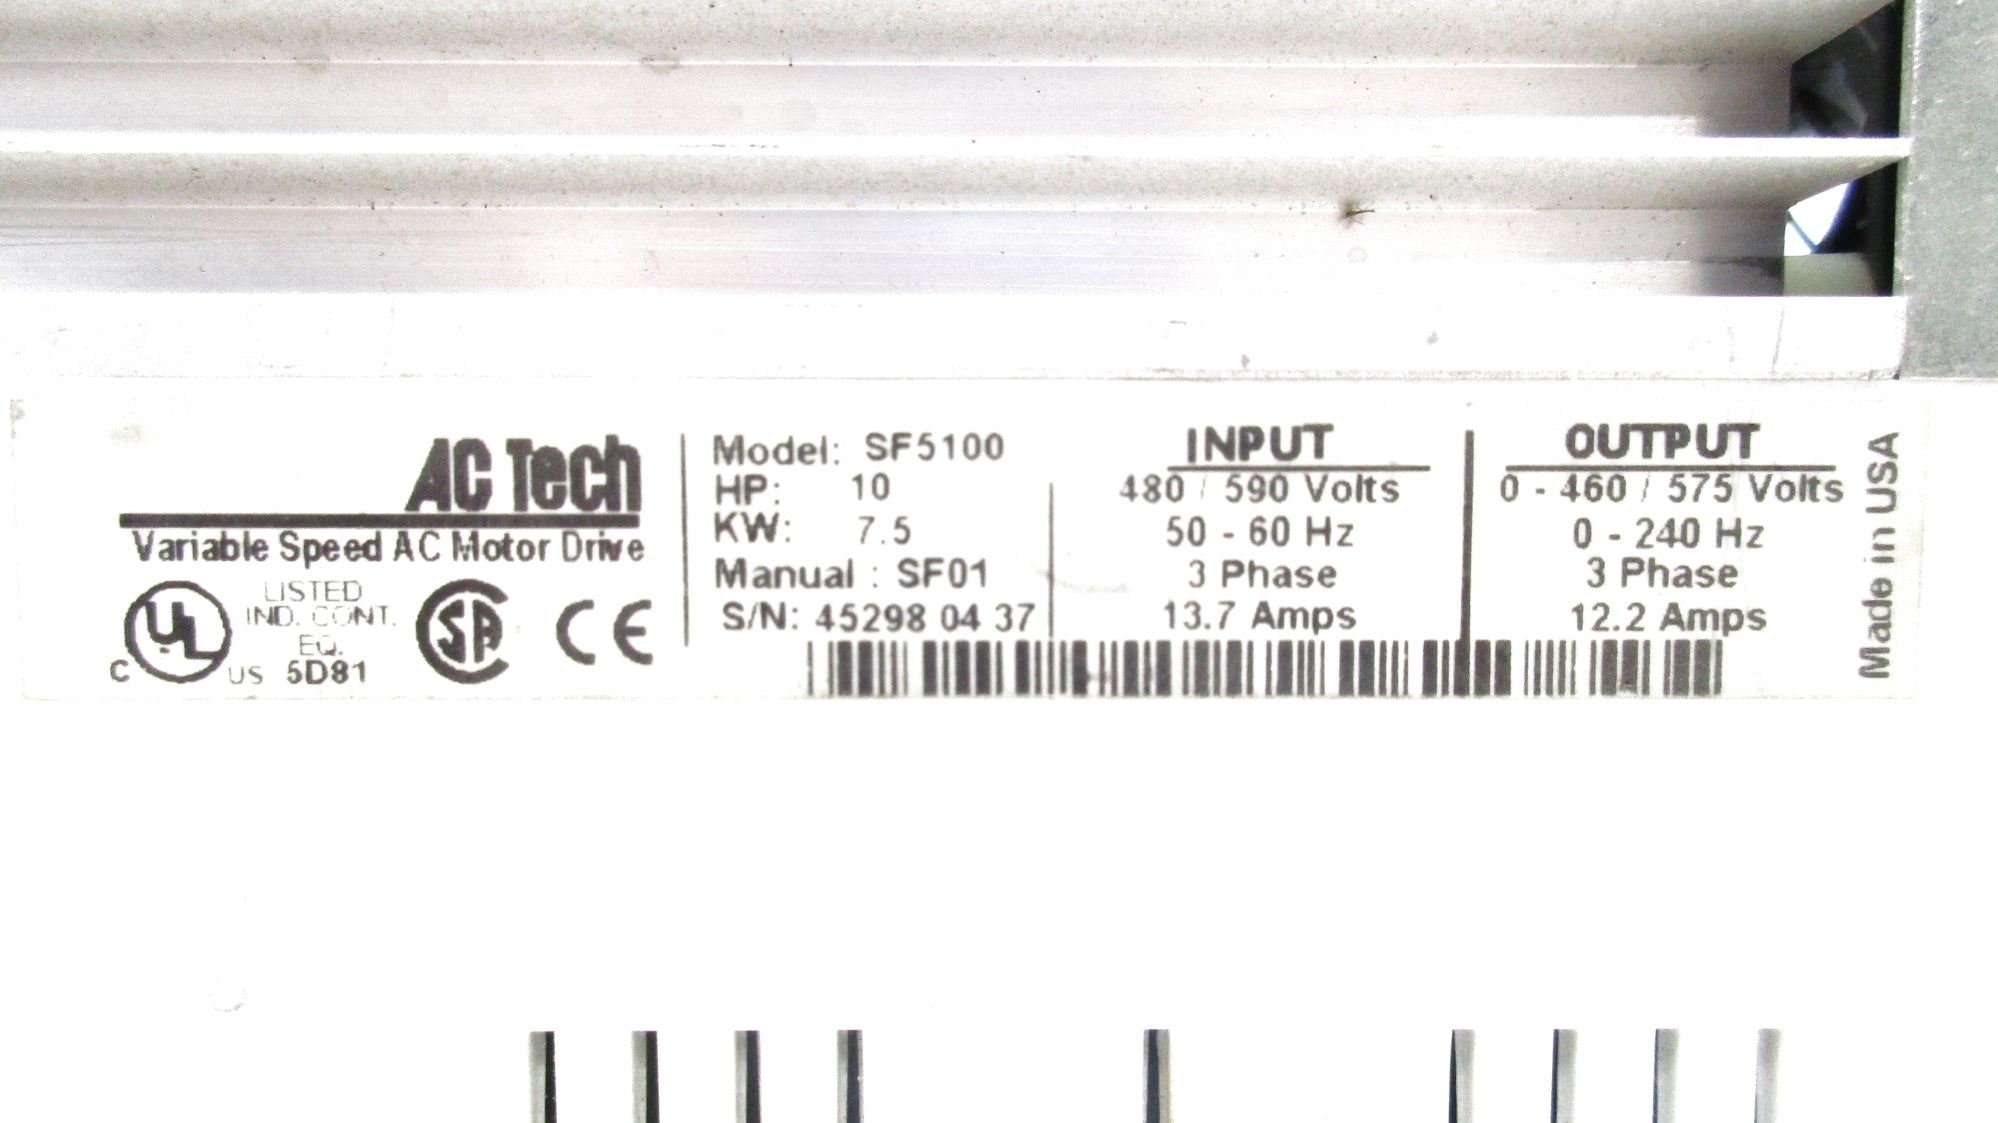 AC Tech
Variable Speed AC Motor Drive
C UL US
LISTED
IND. CONT.
EQ.
5D81
SA
CE
Model: SF5100
HP: 10
KW: 7.5
Manual : SF01
S/N: 45298 04 37
INPUT
480 / 590 Volts
50 - 60 Hz
3 Phase
13.7 Amps
OUTPUT
0 - 460 / 575 Volts
0 - 240 Hz
3 Phase
12.2 Amps
Made in USA